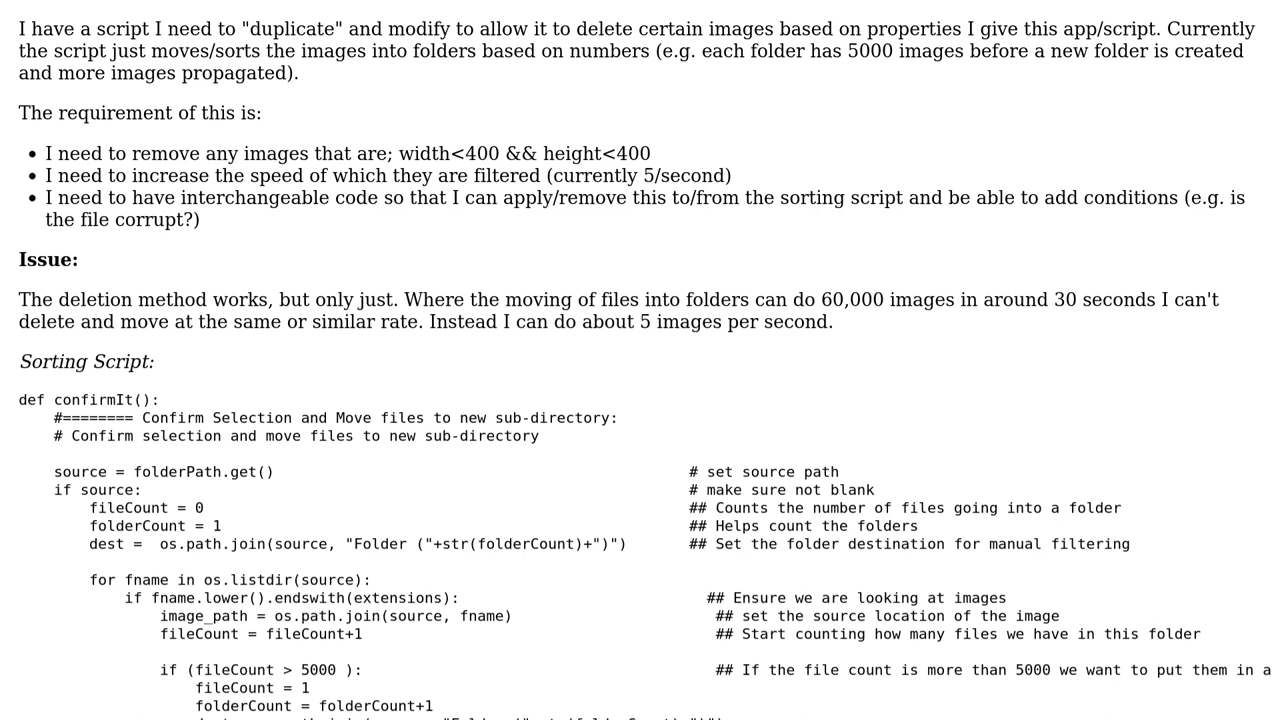 I have a script I need to "duplicate" and modify to allow it to delete certain images based on properties I give this app/script. Currently
the script just moves/sorts the images into folders based on numbers (e.g. each folder has 5000 images before a new folder is created
and more images propagated).
The requirement of this is:
• I need to remove any images that are; width<400 && height<400
• I need to increase the speed of which they are filtered (currently 5/second)
• I need to have interchangeable code so that I can apply/remove this to/from the sorting script and be able to add conditions (e.g. is
the file corrupt?)
Issue:
The deletion method works, but only just. Where the moving of files into folders can do 60,000 images in around 30 seconds I can't
delete and move at the same or similar rate. Instead I can do about 5 images per second.
Sorting Script:
def confirmIt():
    #======== Confirm Selection and Move files to new sub-directory:
    # Confirm selection and move files to new sub-directory
    source = folderPath.get()                                               # set source path
    if source:                                                              # make sure not blank
        fileCount = 0                                                       ## Counts the number of files going into a folder
        folderCount = 1                                                     ## Helps count the folders
        dest =  os.path.join(source, "Folder ("+str(folderCount)+")")       ## Set the folder destination for manual filtering
        for fname in os.listdir(source):
            if fname.lower().endswith(extensions):                            ## Ensure we are looking at images
                image_path = os.path.join(source, fname)                       ## set the source location of the image
                fileCount = fileCount+1                                        ## Start counting how many files we have in this folder
                if (fileCount > 5000 ):                                        ## If the file count is more than 5000 we want to put them in a
                    fileCount = 1
                    folderCount = folderCount+1